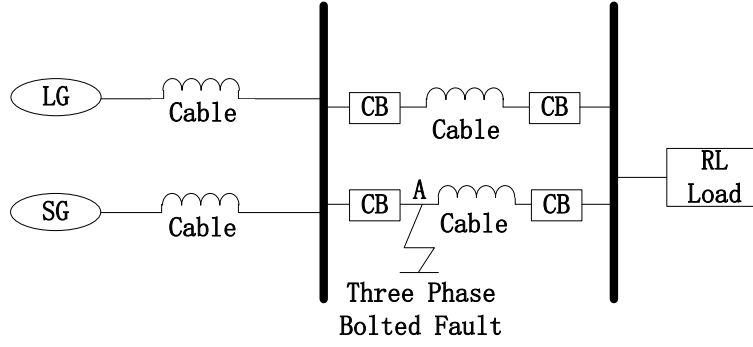 LG
Cable
CB
Cable
CB
SG
Cable
CB
A
Cable
CB
RL
Load
Three Phase
Bolted Fault